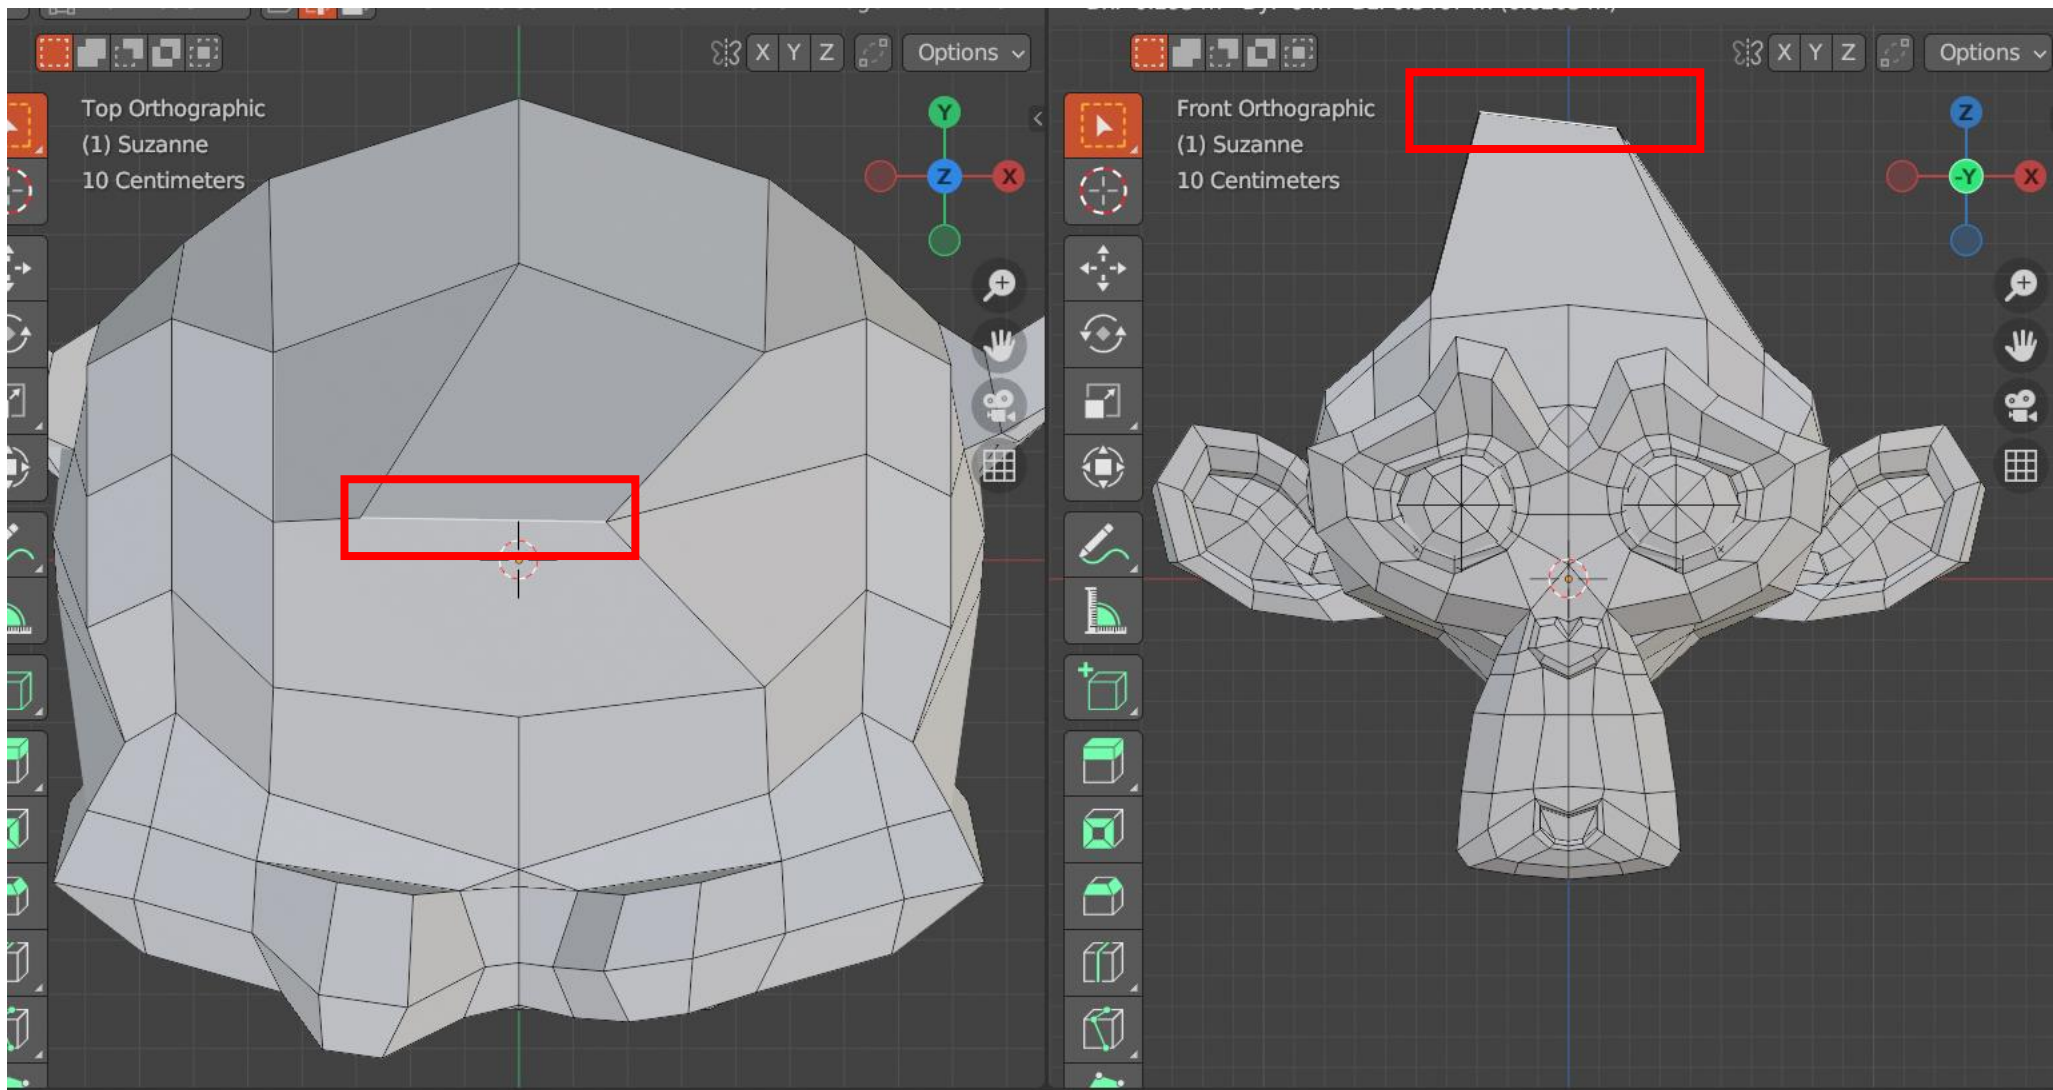 X Y Z
Options
Top Orthographic
(1) Suzanne
10 Centimeters
Y
Z
X
X Y Z
Options
Front Orthographic
(1) Suzanne
10 Centimeters
Z
-Y
X